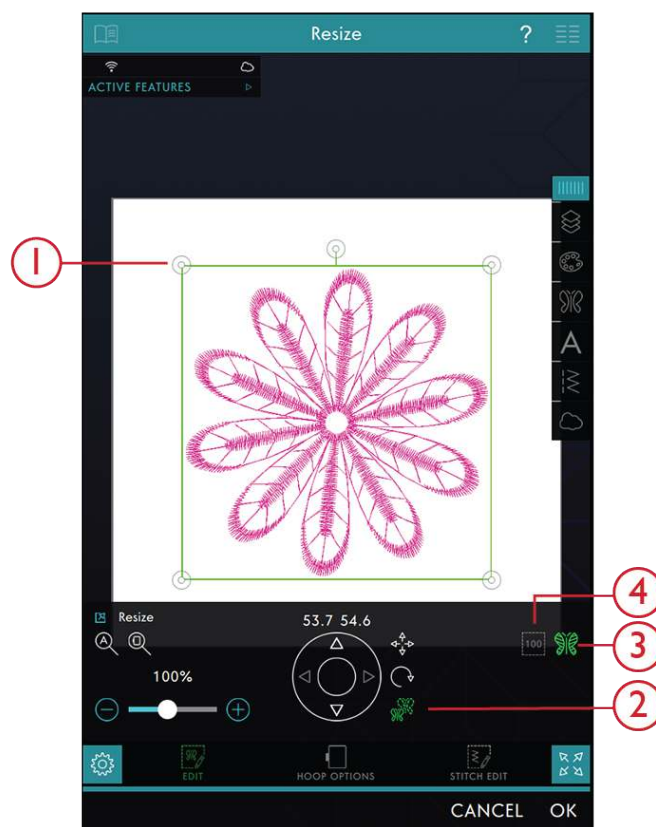 Resize ?
ACTIVE FEATURES
1
A
4
Resize
53.7 54.6
100
3
A
100%
2
EDIT
HOOP OPTIONS
STITCH EDIT
CANCEL OK